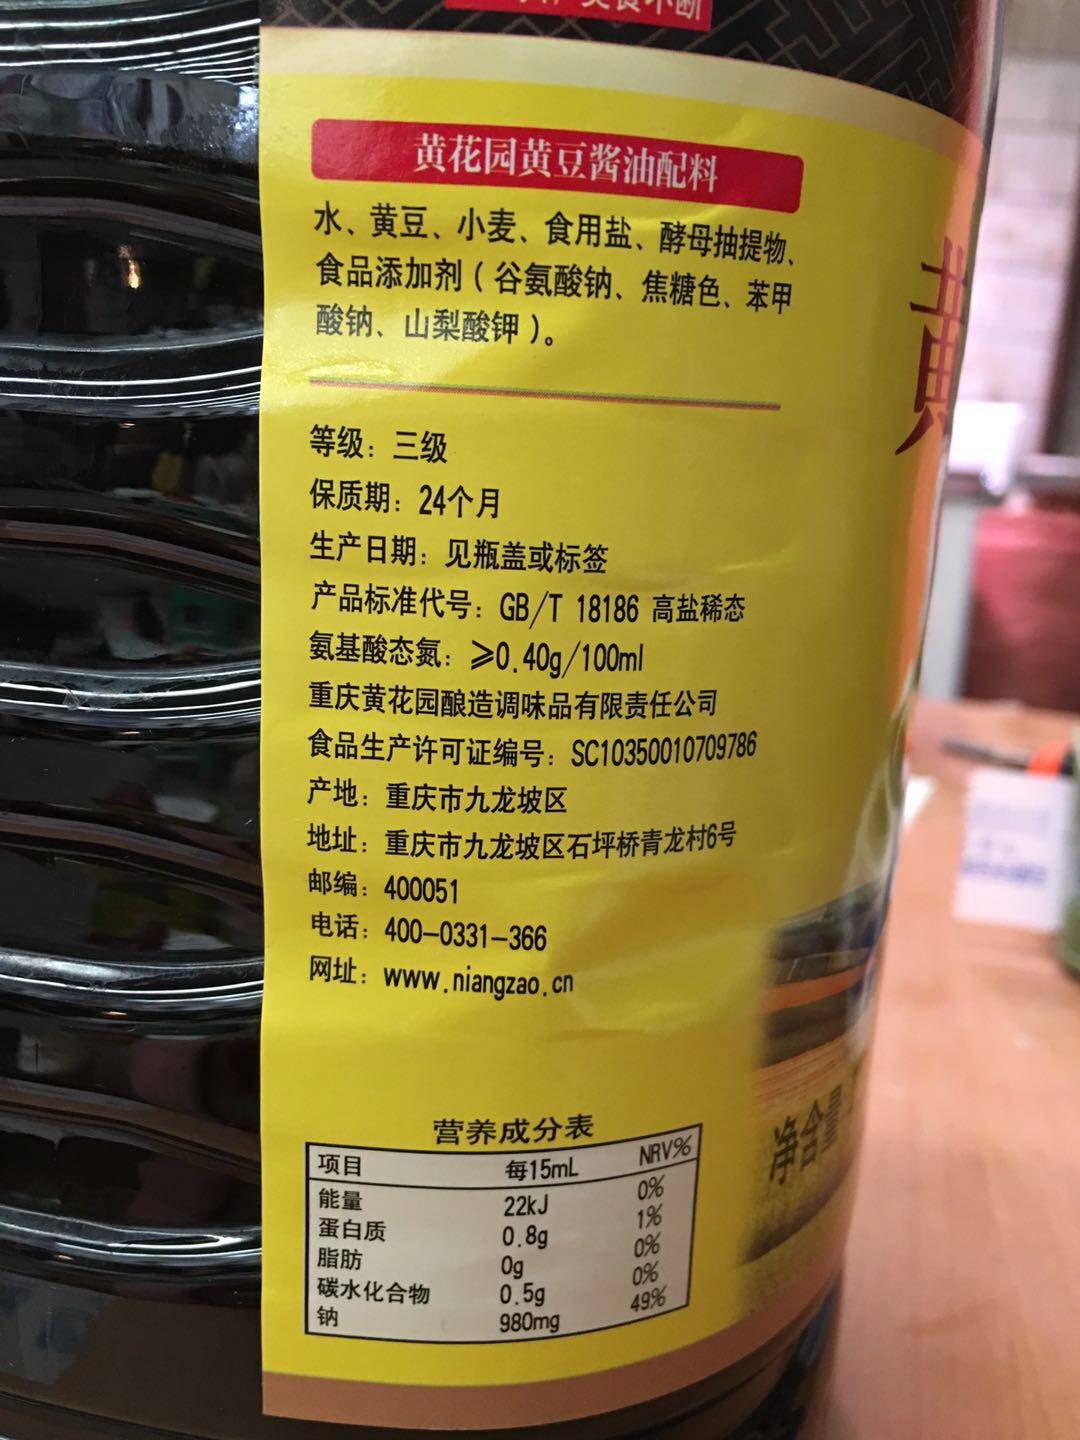 美食不断
黄花园黄豆酱油配料
水、黄豆、小麦、食用盐、酵母抽提物、
食品添加剂（谷氨酸钠、焦糖色、苯甲
酸钠、山梨酸钾）。
等级：三级
保质期：24个月
生产日期：见瓶盖或标签
产品标准代号：GB/T 18186 高盐稀态
氨基酸态氮：≥0.40g/100ml
重庆黄花园酿造调味品有限责任公司
食品生产许可证编号：SC10350010709786
产地：重庆市九龙坡区
地址：重庆市九龙坡区石坪桥青龙村6号
邮编：400051
电话：400-0331-366
网址：www.niangzao.cn
黄
净含量
营养成分表
项目 每15mL NRV%
能量 22kJ 0%
蛋白质 0.8g 1%
脂肪 0g 0%
碳水化合物 0.5g 0%
钠 980mg 49%